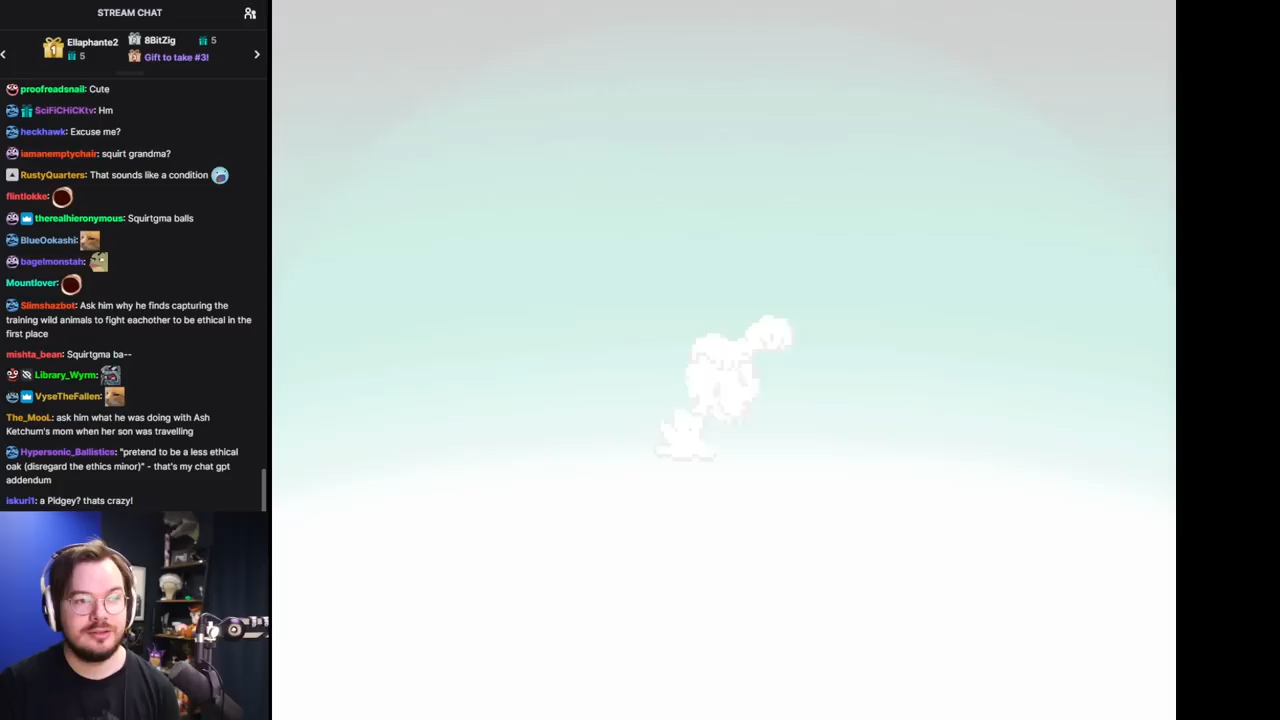 STREAM CHAT
Ellaphante2
5
8BitZig
5
Gift to take #3!
proofreadsnail: Cute
SciFiCHiCKtv: Hm
heckhawk: Excuse me?
iamanemptychair: squirt grandma?
RustyQuarters: That sounds like a condition
flintlokke:
therealhieronymous: Squirtgma balls
BlueOokashi:
bagelmonstah:
Mountlover:
Slimshazbot: Ask him why he finds capturing the
training wild animals to fight eachother to be ethical in the
first place
mishta_bean: Squirtgma ba--
Library_Wyrm:
VyseTheFallen:
The_MooL: ask him what he was doing with Ash
Ketchum's mom when her son was travelling
Hypersonic_Ballistics: "pretend to be a less ethical
oak (disregard the ethics minor)" - that's my chat gpt
addendum
iskuri1: a Pidgey? thats crazy!